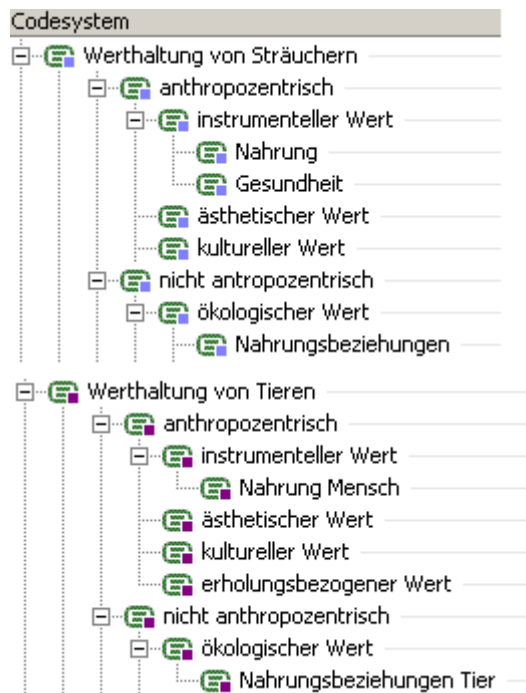 Codesystem
Werthaltung von Sträuchern
anthropozentrisch
instrumenteller Wert
Nahrung
Gesundheit
ästhetischer Wert
kultureller Wert
nicht antropozentrisch
ökologischer Wert
Nahrungsbeziehungen
Werthaltung von Tieren
anthropozentrisch
instrumenteller Wert
Nahrung Mensch
ästhetischer Wert
kultureller Wert
erholungsbezogener Wert
nicht anthropozentrisch
ökologischer Wert
Nahrungsbeziehungen Tier